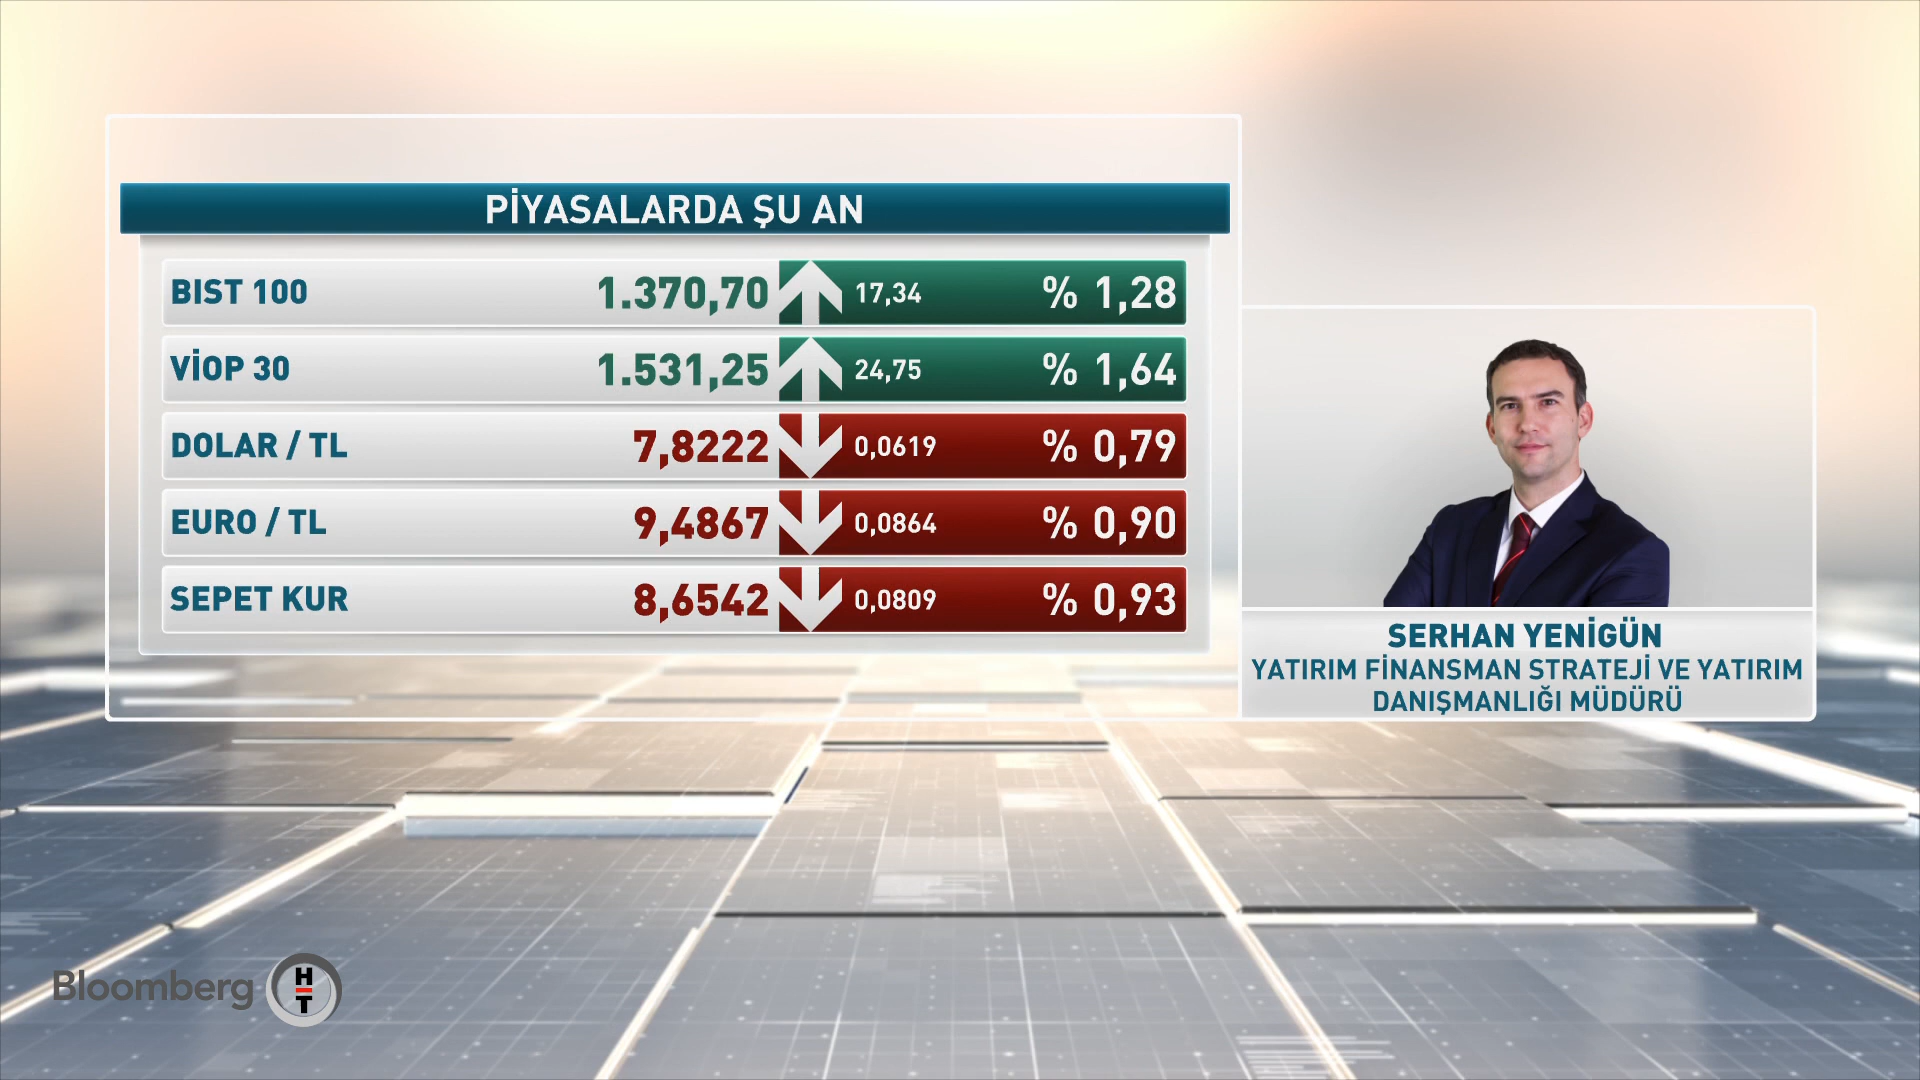 PİYASALARDA ŞU AN
BIST 100 1.370,70 17,34 % 1,28
VİOP 30 1.531,25 24,75 % 1,64
DOLAR / TL 7,8222 0,0619 % 0,79
EURO / TL 9,4867 0,0864 % 0,90
SEPET KUR 8,6542 0,0809 % 0,93
SERHAN YENİGÜN
YATIRIM FİNANSMAN STRATEJİ VE YATIRIM
DANIŞMANLIĞI MÜDÜRÜ
Bloomberg HT